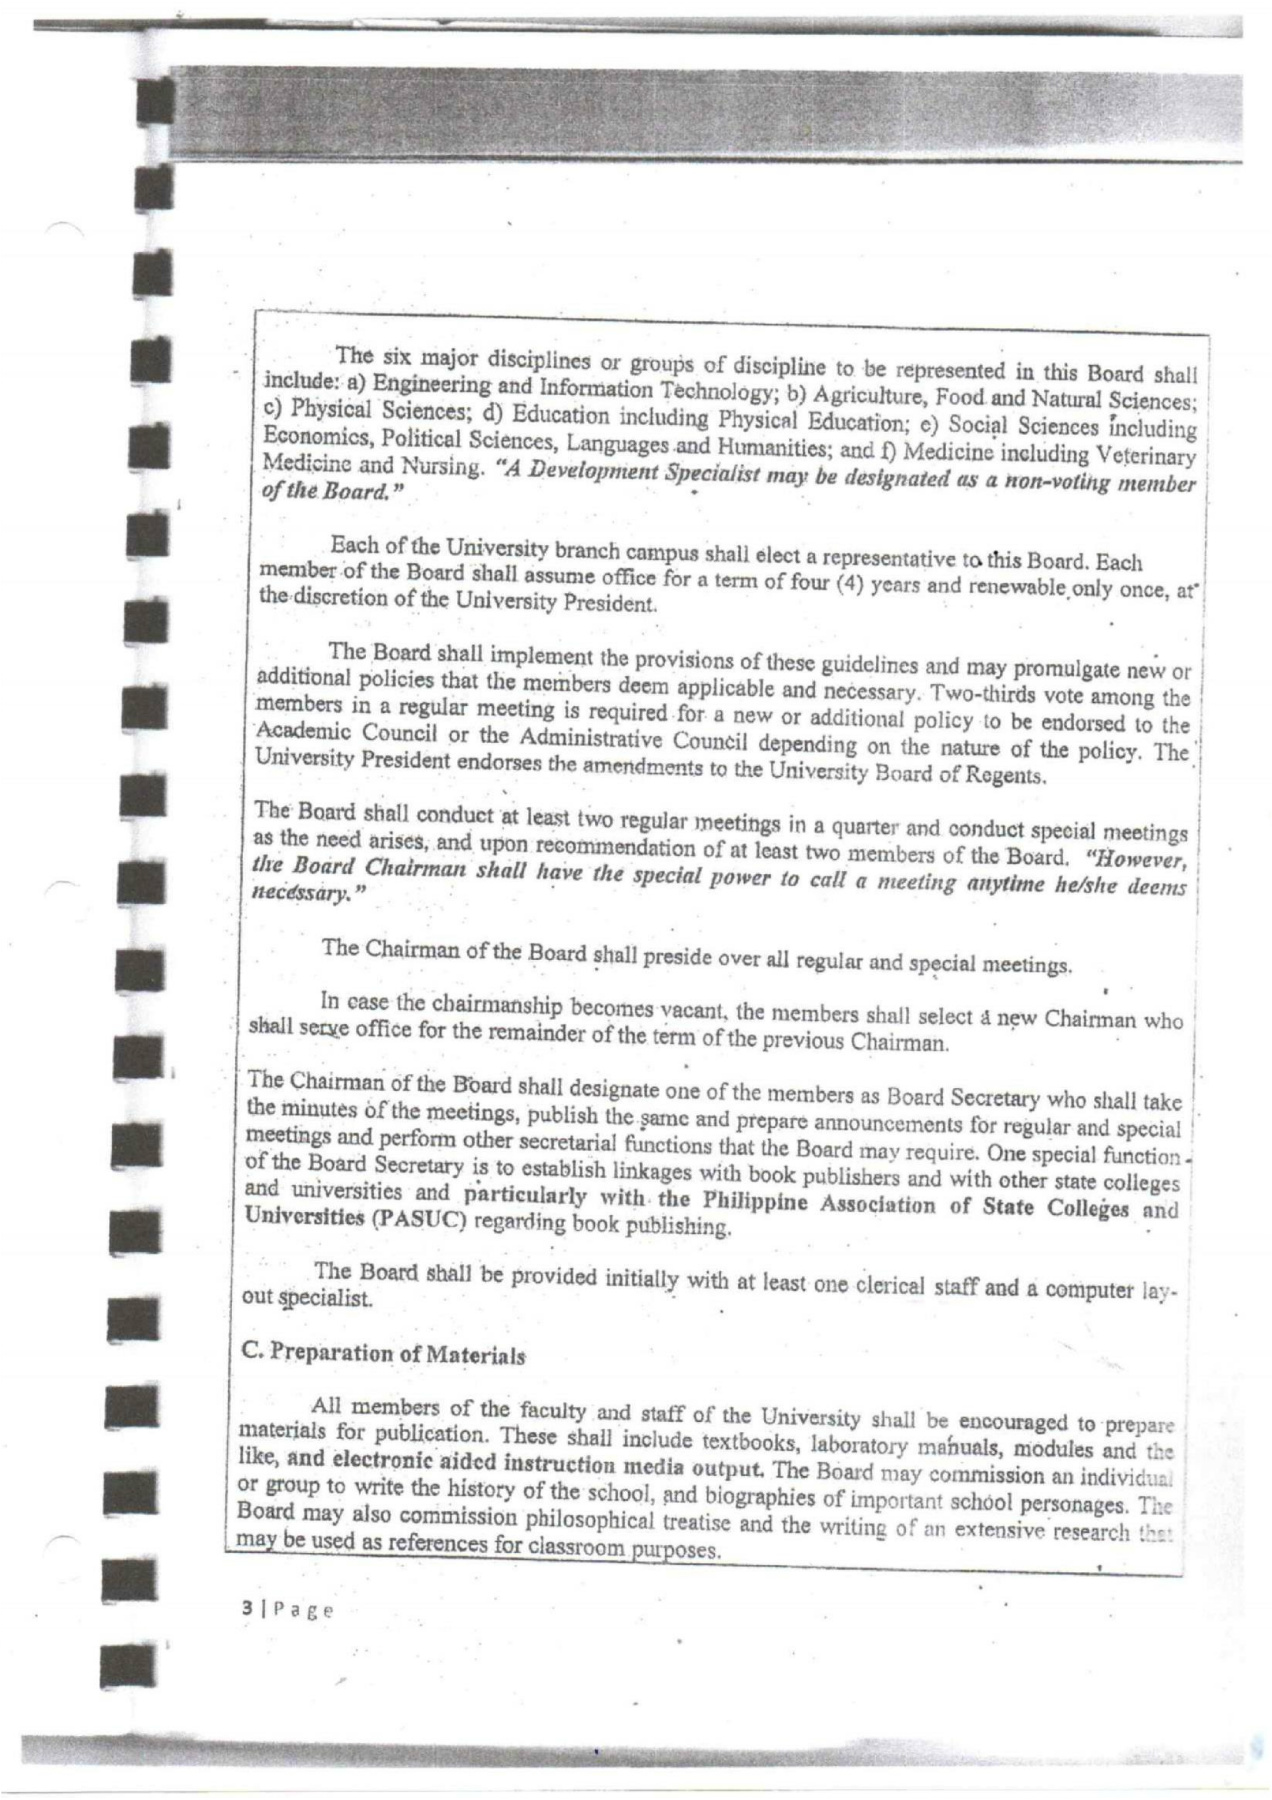 The six major disciplines or groups of discipline to be represented in this Board shall
include: a) Engineering and Information Technology; b) Agriculture, Food and Natural Sciences;
c) Physical Sciences; d) Education including Physical Education; e) Social Sciences including
Economics, Political Sciences, Languages and Humanities; and f) Medicine including Veterinary
Medicine and Nursing. “A Development Specialist may be designated as a non-voting member
of the Board.”
Each of the University branch campus shall elect a representative to this Board. Each
member of the Board shall assume office for a term of four (4) years and renewable only once, at
the discretion of the University President.
The Board shall implement the provisions of these guidelines and may promulgate new or
additional policies that the members deem applicable and necessary. Two-thirds vote among the
members in a regular meeting is required for a new or additional policy to be endorsed to the
Academic Council or the Administrative Council depending on the nature of the policy. The
University President endorses the amendments to the University Board of Regents.
The Board shall conduct at least two regular meetings in a quarter and conduct special meetings
as the need arises, and upon recommendation of at least two members of the Board. “However,
the Board Chairman shall have the special power to call a meeting anytime he/she deems
necessary.”
The Chairman of the Board shall preside over all regular and special meetings.
In case the chairmanship becomes vacant, the members shall select a new Chairman who
shall serve office for the remainder of the term of the previous Chairman.
The Chairman of the Board shall designate one of the members as Board Secretary who shall take
the minutes of the meetings, publish the same and prepare announcements for regular and special
meetings and perform other secretarial functions that the Board may require. One special function
of the Board Secretary is to establish linkages with book publishers and with other state colleges
and universities and particularly with the Philippine Association of State Colleges and
Universities (PASUC) regarding book publishing.
The Board shall be provided initially with at least one clerical staff and a computer lay-
out specialist.
C. Preparation of Materials
All members of the faculty and staff of the University shall be encouraged to prepare
materials for publication. These shall include textbooks, laboratory manuals, modules and the
like, and electronic aided instruction media output. The Board may commission an individual
or group to write the history of the school, and biographies of important school personages. The
Board may also commission philosophical treatise and the writing of an extensive research that
may be used as references for classroom purposes.
3 | Page